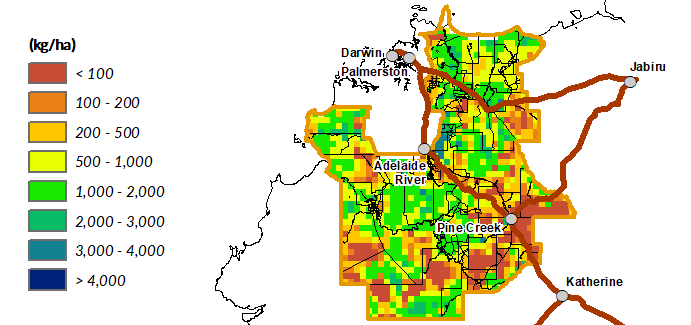 (kg/ha)
< 100
100 - 200
200 - 500
500 - 1,000
1,000 - 2,000
2,000 - 3,000
3,000 - 4,000
> 4,000
Darwin
Palmerston
Jabiru
Adelaide
River
Pine Creek
Katherine